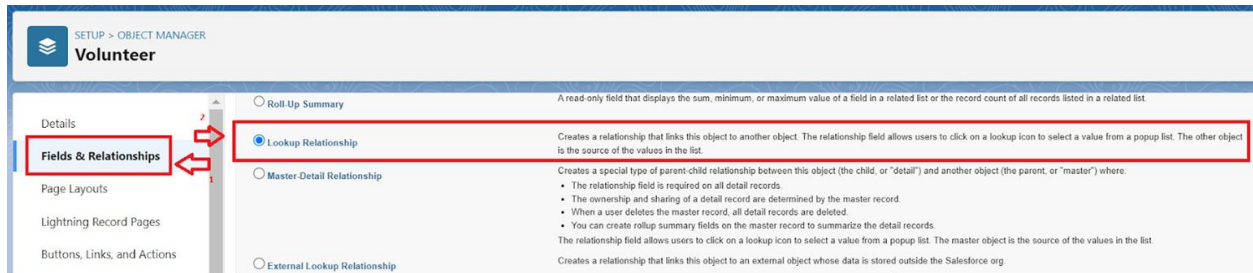 SETUP > OBJECT MANAGER
Volunteer
Details
Fields & Relationships
Page Layouts
Lightning Record Pages
Buttons, Links, and Actions
2
1
Roll-Up Summary
A read-only field that displays the sum, minimum, or maximum value of a field in a related list or the record count of all records listed in a related list.
Lookup Relationship
Creates a relationship that links this object to another object. The relationship field allows users to click on a lookup icon to select a value from a popup list. The other object
is the source of the values in the list.
Master-Detail Relationship
Creates a special type of parent-child relationship between this object (the child, or "detail") and another object (the parent, or "master") where:
• The relationship field is required on all detail records.
• The ownership and sharing of a detail record are determined by the master record.
• When a user deletes the master record, all detail records are deleted.
• You can create rollup summary fields on the master record to summarize the detail records.
The relationship field allows users to click on a lookup icon to select a value from a popup list. The master object is the source of the values in the list.
External Lookup Relationship
Creates a relationship that links this object to an external object whose data is stored outside the Salesforce org.